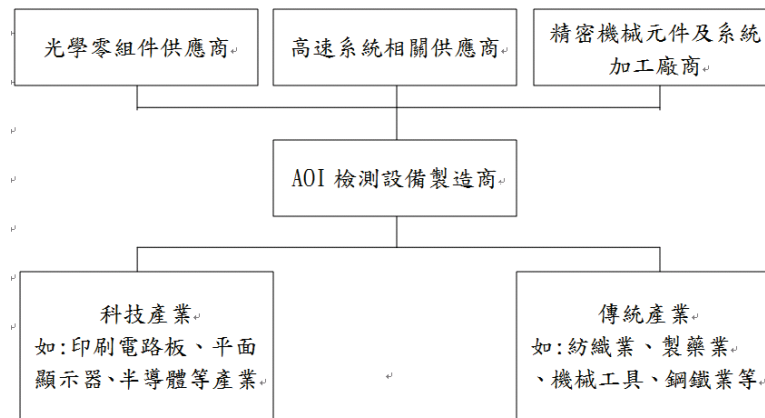 光學零組件供應商
高速系統相關供應商
精密機械元件及系統
加工廠商
AOI 檢測設備製造商
科技產業
如:印刷電路板、平面
顯示器、半導體等產業
傳統產業
如:紡織業、製藥業
、機械工具、鋼鐵業等